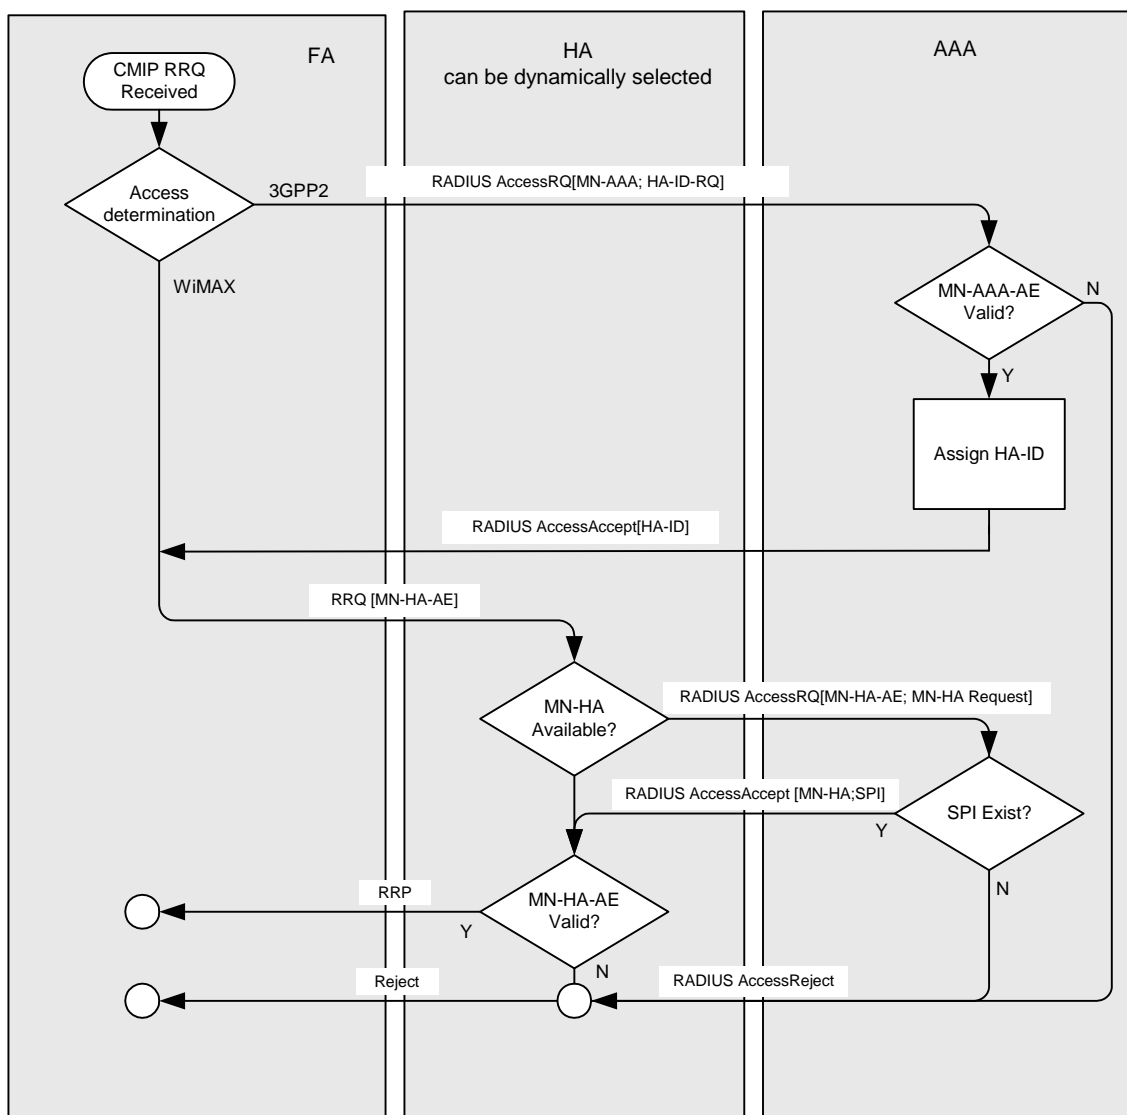 FA
HA
can be dynamically selected
AAA
CMIP RRQ
Received
Access
determination
3GPP2
RADIUS AccessRQ[MN-AAA; HA-ID-RQ]
WiMAX
MN-AAA-AE
Valid?
N
Y
Assign HA-ID
RADIUS AccessAccept[HA-ID]
RRQ [MN-HA-AE]
MN-HA
Available?
RADIUS AccessRQ[MN-HA-AE; MN-HA Request]
RADIUS AccessAccept [MN-HA;SPI]
SPI Exist?
Y
N
RRP
MN-HA-AE
Valid?
Y
N
Reject
RADIUS AccessReject